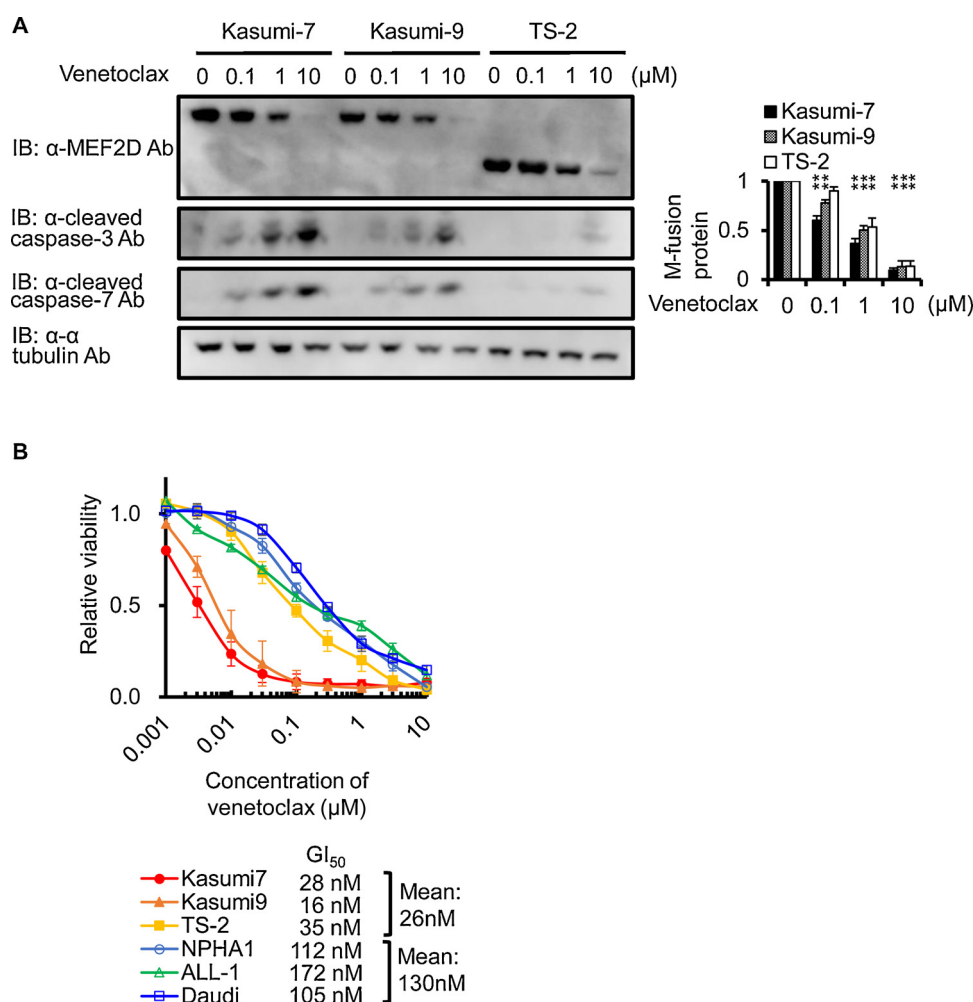 A
Kasumi-7 Kasumi-9 TS-2
Venetoclax 0 0.1 1 10 0 0.1 1 10 0 0.1 1 10 (µM)
IB: α-MEF2D Ab
IB: α-cleaved
caspase-3 Ab
IB: α-cleaved
caspase-7 Ab
IB: α-α
tubulin Ab
Kasumi-7
Kasumi-9
TS-2
** *** ***
** *** ***
1
0.5
0
M-fusion
protein
Venetoclax 0 0.1 1 10 (µM)
B
Relative viability
1.0
0.5
0.0
0.001 0.01 0.1 1 10
Concentration of
venetoclax (µM)
GI50
Kasumi7 28 nM
Kasumi9 16 nM
TS-2 35 nM
Mean:
26nM
NPHA1 112 nM
ALL-1 172 nM
Daudi 105 nM
Mean:
130nM